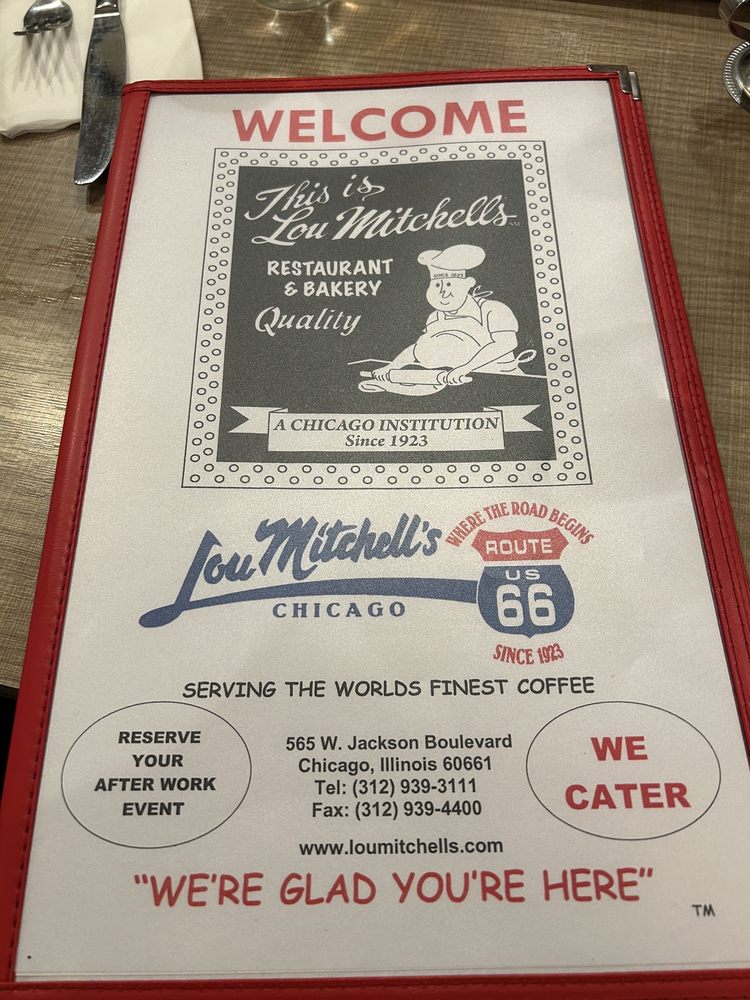 WELCOME
This is
Lou Mitchell's
RESTAURANT
& BAKERY
Quality
SINCE 1923
A CHICAGO INSTITUTION
Since 1923
Lou Mitchell's
CHICAGO
WHERE THE ROAD BEGINS
ROUTE
US
66
SINCE 1923
SERVING THE WORLDS FINEST COFFEE
RESERVE
YOUR
AFTER WORK
EVENT
565 W. Jackson Boulevard
Chicago, Illinois 60661
Tel: (312) 939-3111
Fax: (312) 939-4400
www.loumitchells.com
WE
CATER
"WE'RE GLAD YOU'RE HERE"
TM